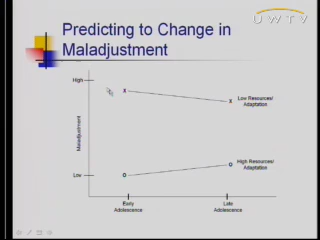 UWTV
Predicting to Change in
Maladjustment
High
Low Resources/
Adaptation
Maladjustment
High Resources/
Adaptation
Low
Early
Adolescence
Late
Adolescence